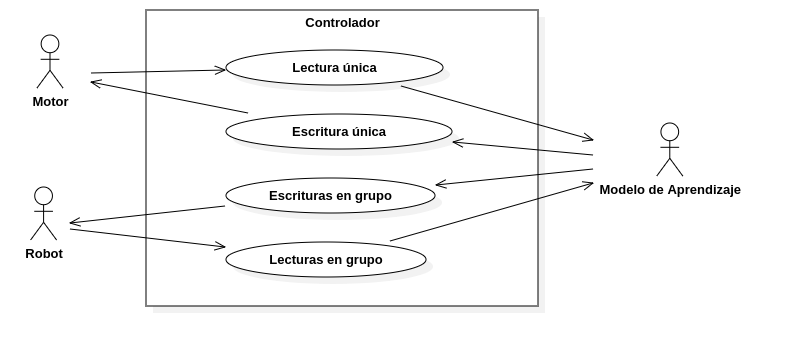 Controlador
Lectura única
Motor
Escritura única
Modelo de Aprendizaje
Escrituras en grupo
Robot
Lecturas en grupo